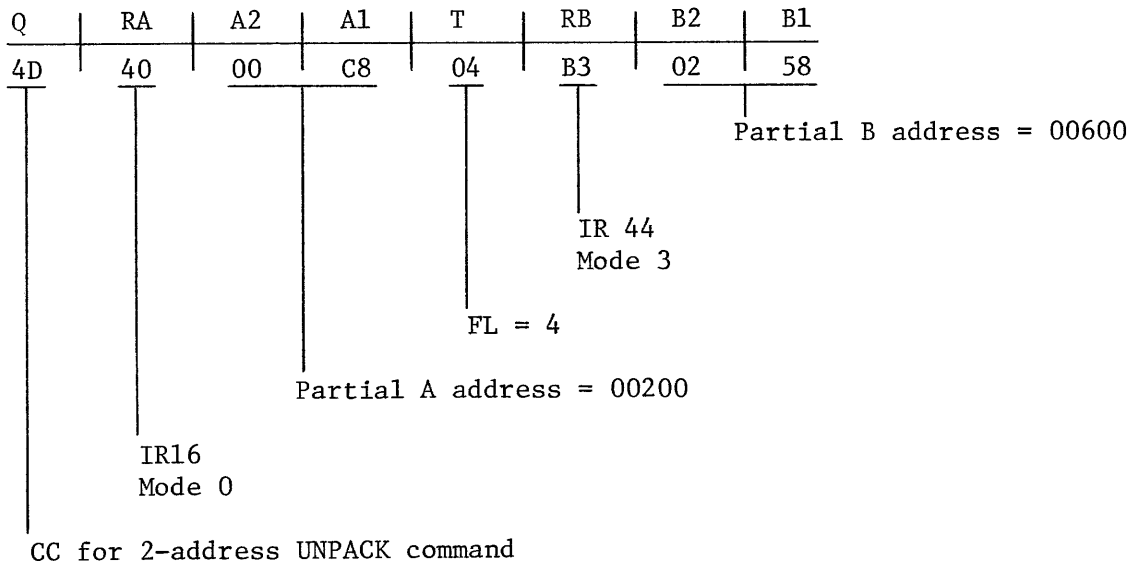 Q RA A2 A1 T RB B2 B1
4D 40 00 C8 04 B3 02 58
Partial B address = 00600
IR 44
Mode 3
FL = 4
Partial A address = 00200
IR16
Mode 0
CC for 2-address UNPACK command